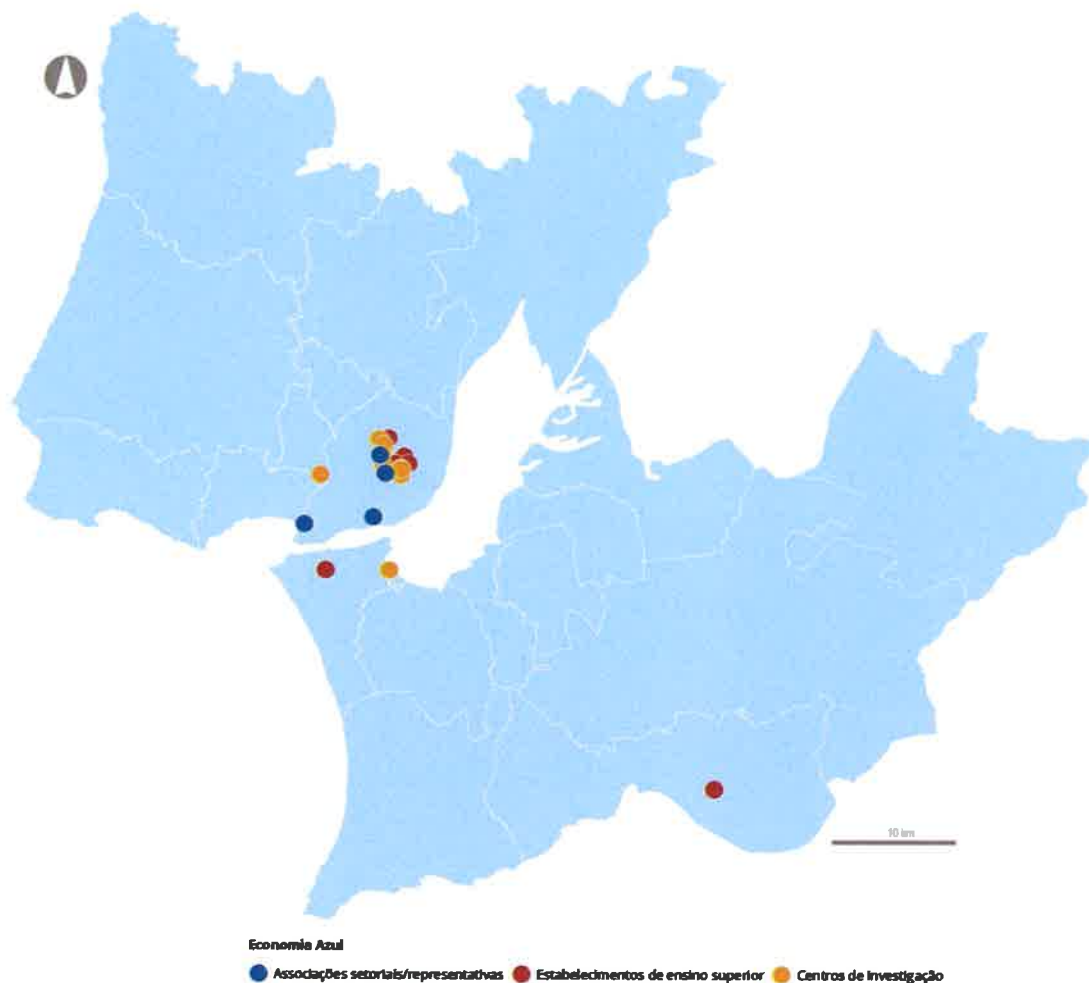 10 km
Economia Azul
Associações setoriais/representativas Estabelecimentos de ensino superior Centros de investigação